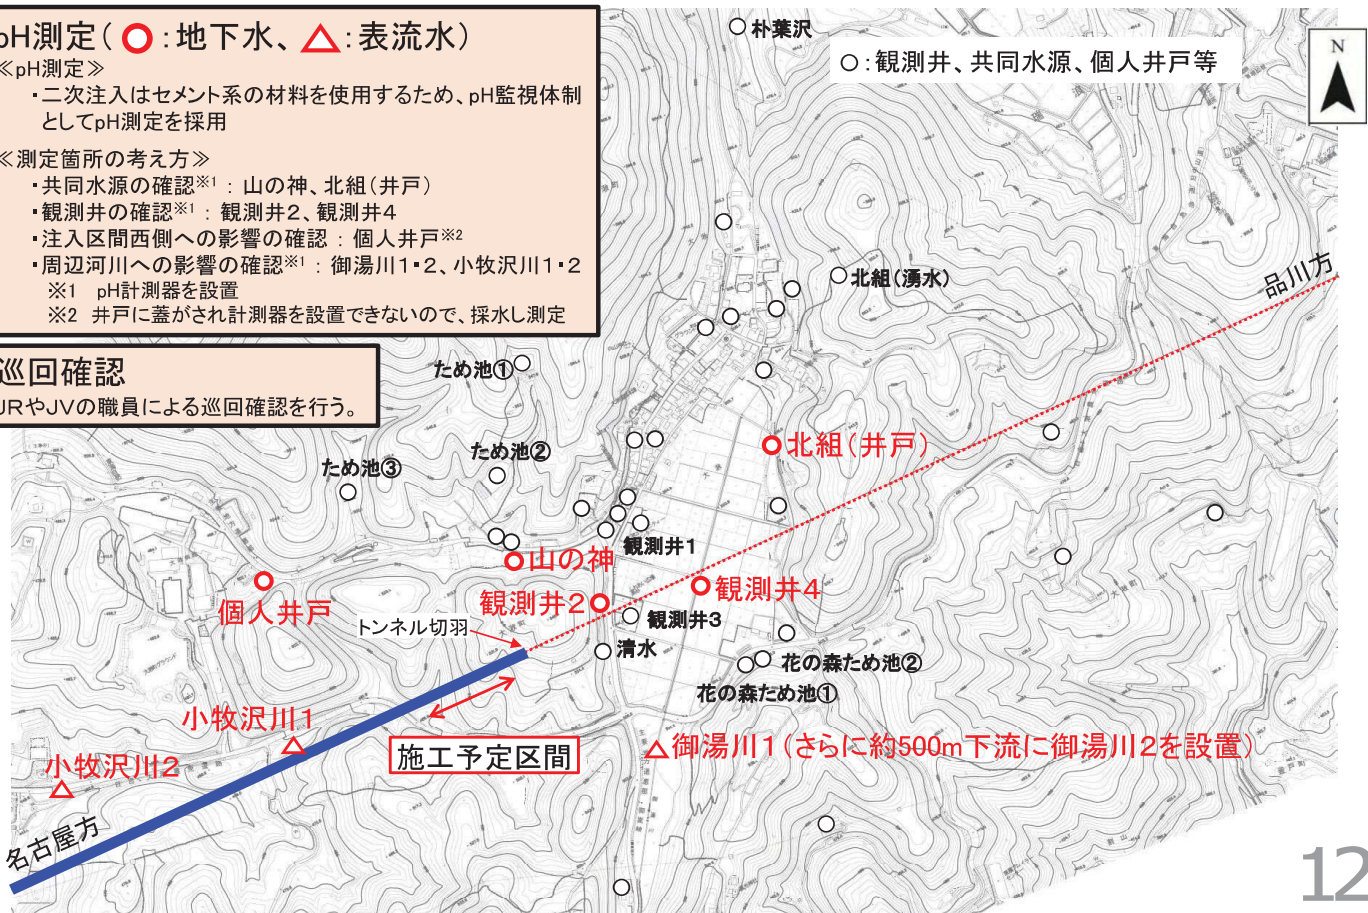 pH測定(○:地下水、△:表流水)
≪pH測定≫
・二次注入はセメント系の材料を使用するため、pH監視体制
としてpH測定を採用
≪測定箇所の考え方≫
・共同水源の確認※1 : 山の神、北組(井戸)
・観測井の確認※1 : 観測井2、観測井4
・注入区間西側への影響の確認 : 個人井戸※2
・周辺河川への影響の確認※1 : 御湯川1・2、小牧沢川1・2
※1 pH計測器を設置
※2 井戸に蓋がされ計測器を設置できないので、採水し測定
巡回確認
JRやJVの職員による巡回確認を行う。
朴葉沢
○:観測井、共同水源、個人井戸等
N
北組(湧水)
品川方
ため池①
ため池②
ため池③
北組(井戸)
観測井1
山の神
個人井戸
観測井2
観測井4
観測井3
トンネル切羽
清水
花の森ため池②
花の森ため池①
小牧沢川1
施工予定区間
御湯川1(さらに約500m下流に御湯川2を設置)
小牧沢川2
名古屋方
12